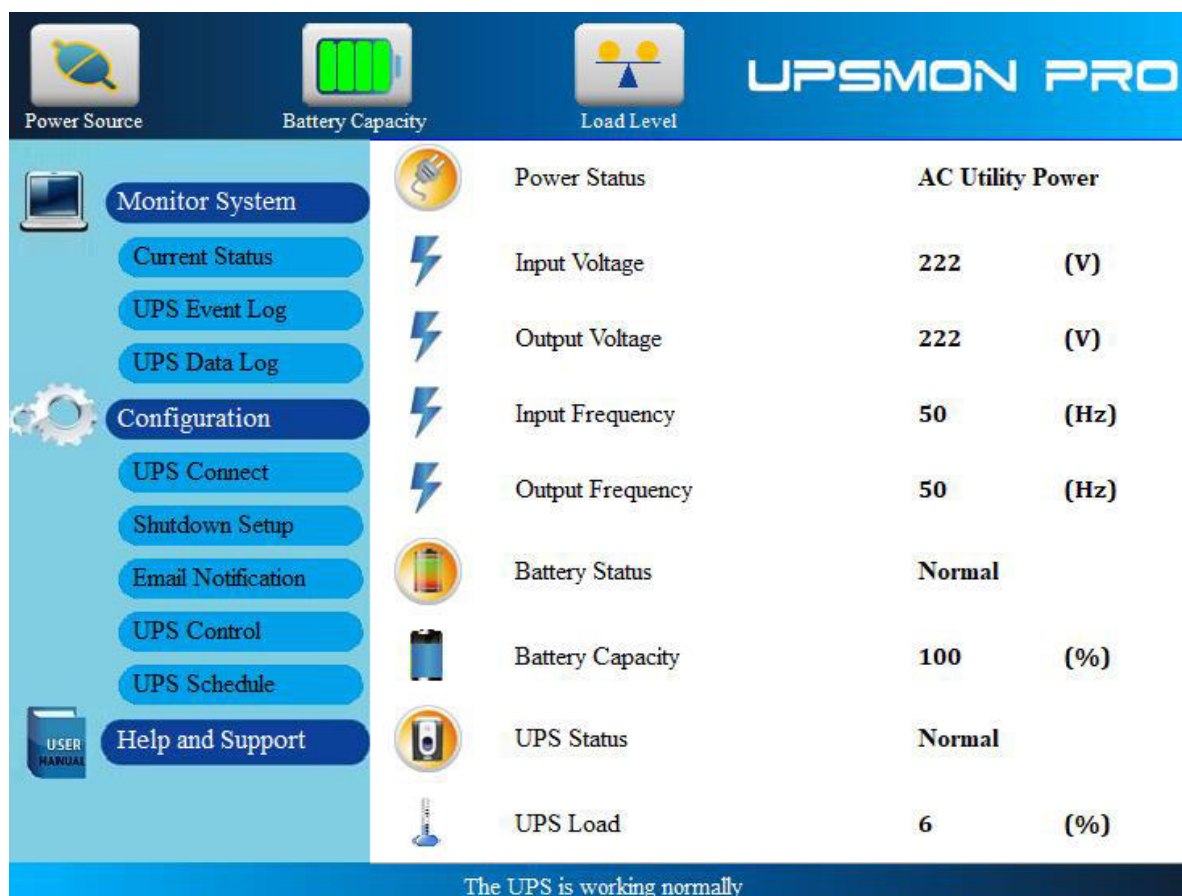 UPSMON PRO
Power Source
Battery Capacity
Load Level
Monitor System
Current Status
UPS Event Log
UPS Data Log
Configuration
UPS Connect
Shutdown Setup
Email Notification
UPS Control
UPS Schedule
USER MANUAL
Help and Support
Power Status AC Utility Power
Input Voltage 222 (V)
Output Voltage 222 (V)
Input Frequency 50 (Hz)
Output Frequency 50 (Hz)
Battery Status Normal
Battery Capacity 100 (%)
UPS Status Normal
UPS Load 6 (%)
The UPS is working normally